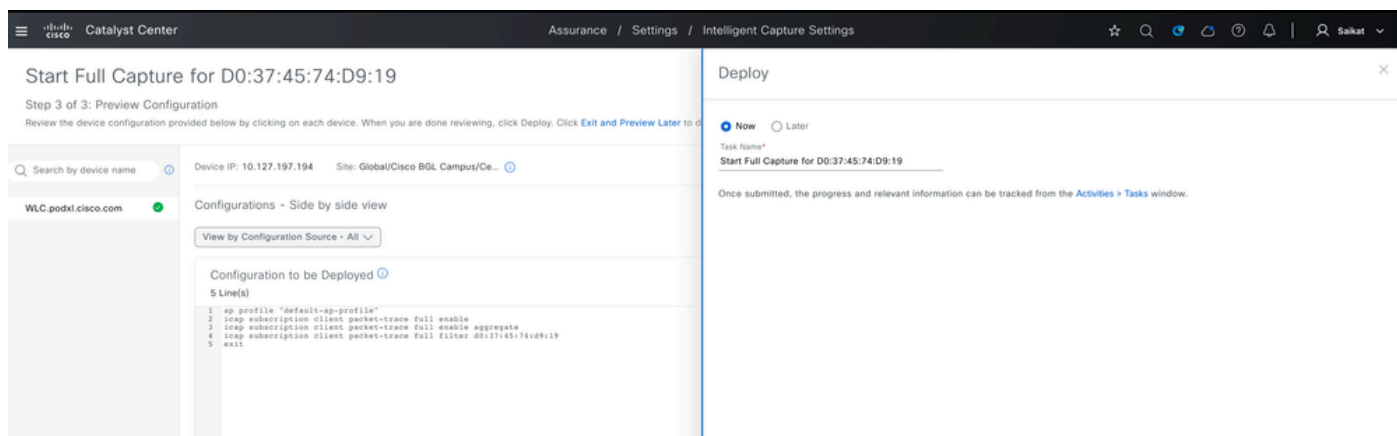 CISCO Catalyst Center
Assurance / Settings / Intelligent Capture Settings
Saikat
Start Full Capture for D0:37:45:74:D9:19
Step 3 of 3: Preview Configuration
Review the device configuration provided below by clicking on each device. When you are done reviewing, click Deploy. Click Exit and Preview Later to d
Search by device name
WLC.podxl.cisco.com
Device IP: 10.127.197.194 Site: Global/Cisco BGL Campus/Ce...
Configurations - Side by side view
View by Configuration Source - All
Configuration to be Deployed
5 Line(s)
1 ap profile "default-ap-profile"
2 icap subscription client packet-trace full enable
3 icap subscription client packet-trace full enable aggregate
4 icap subscription client packet-trace full filter d0:37:45:74:d9:19
5 exit
Deploy
Now Later
Task Name*
Start Full Capture for D0:37:45:74:D9:19
Once submitted, the progress and relevant information can be tracked from the Activities > Tasks window.